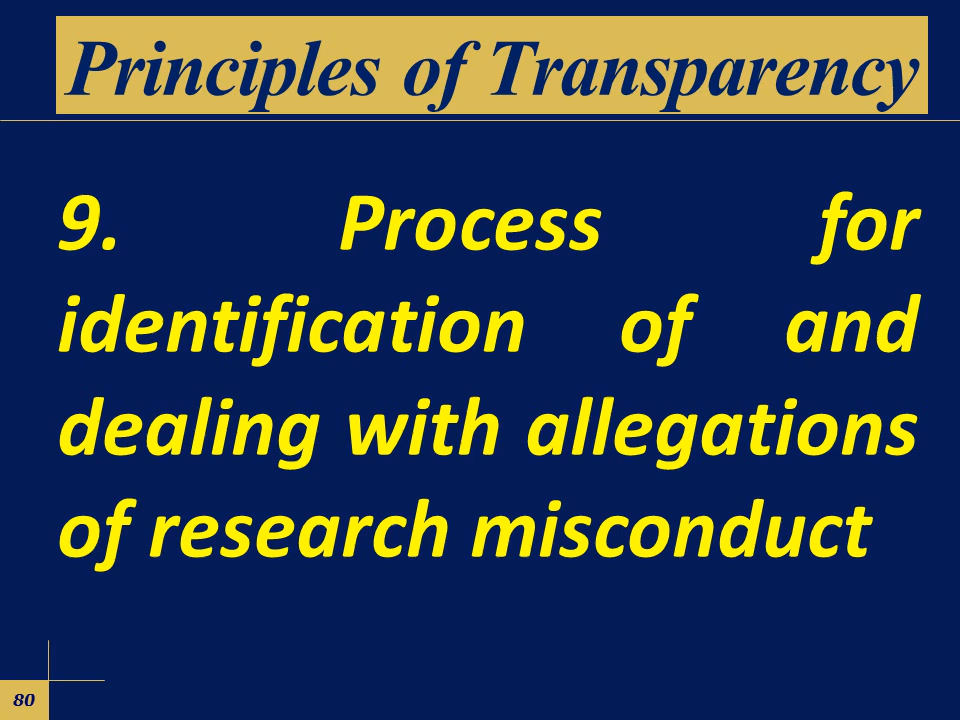 Principles of Transparency
9. Process for
identification of and
dealing with allegations
of research misconduct
80